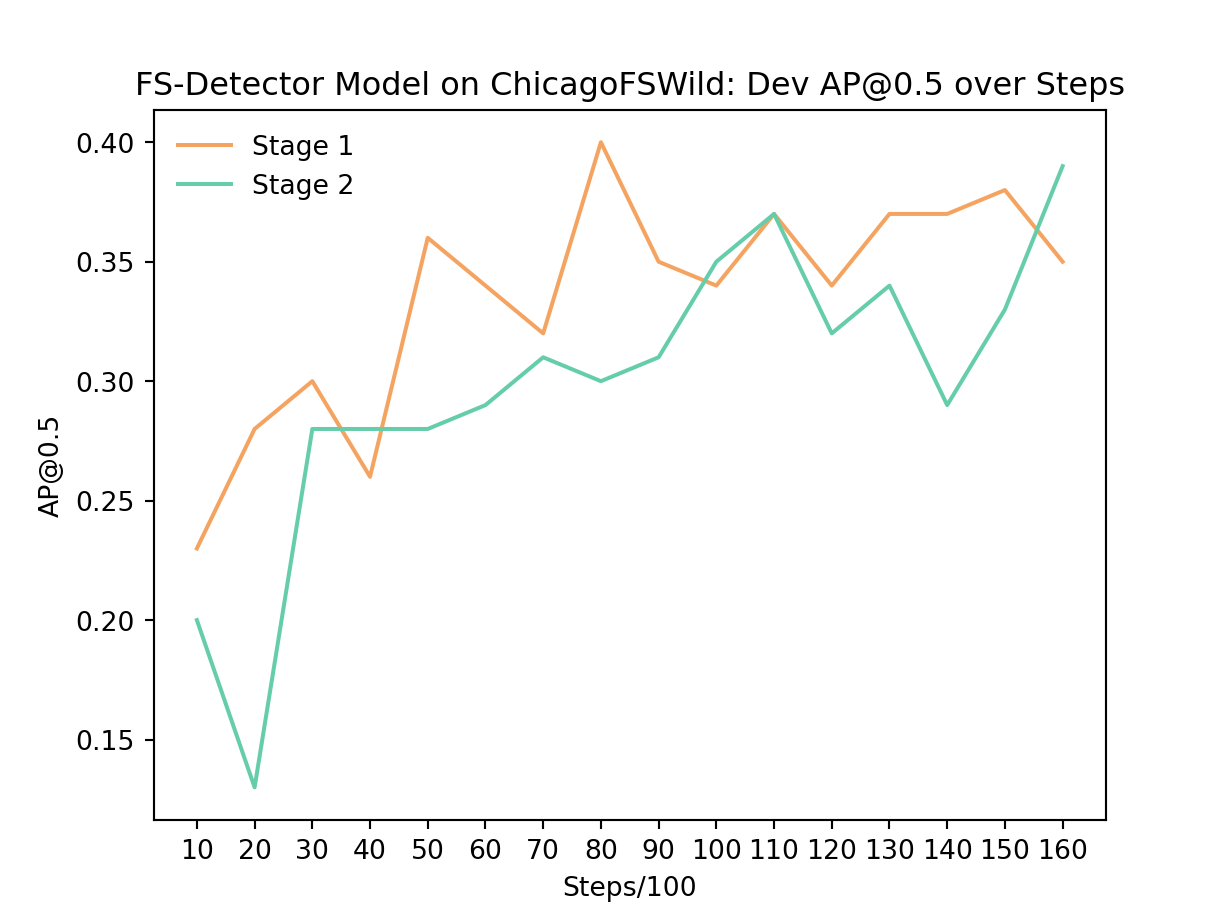 FS-Detector Model on ChicagoFSWild: Dev AP@0.5 over Steps
Stage 1
Stage 2
AP@0.5
0.40
0.35
0.30
0.25
0.20
0.15
10 20 30 40 50 60 70 80 90 100 110 120 130 140 150 160
Steps/100